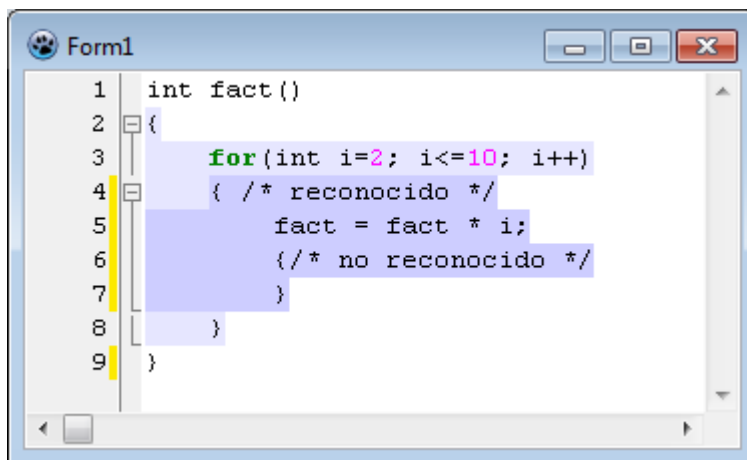 Form1
1 int fact()
2 {
3 for(int i=2; i<=10; i++)
4 { /* reconocido */
5 fact = fact * i;
6 {/* no reconocido */
7 }
8 }
9 }